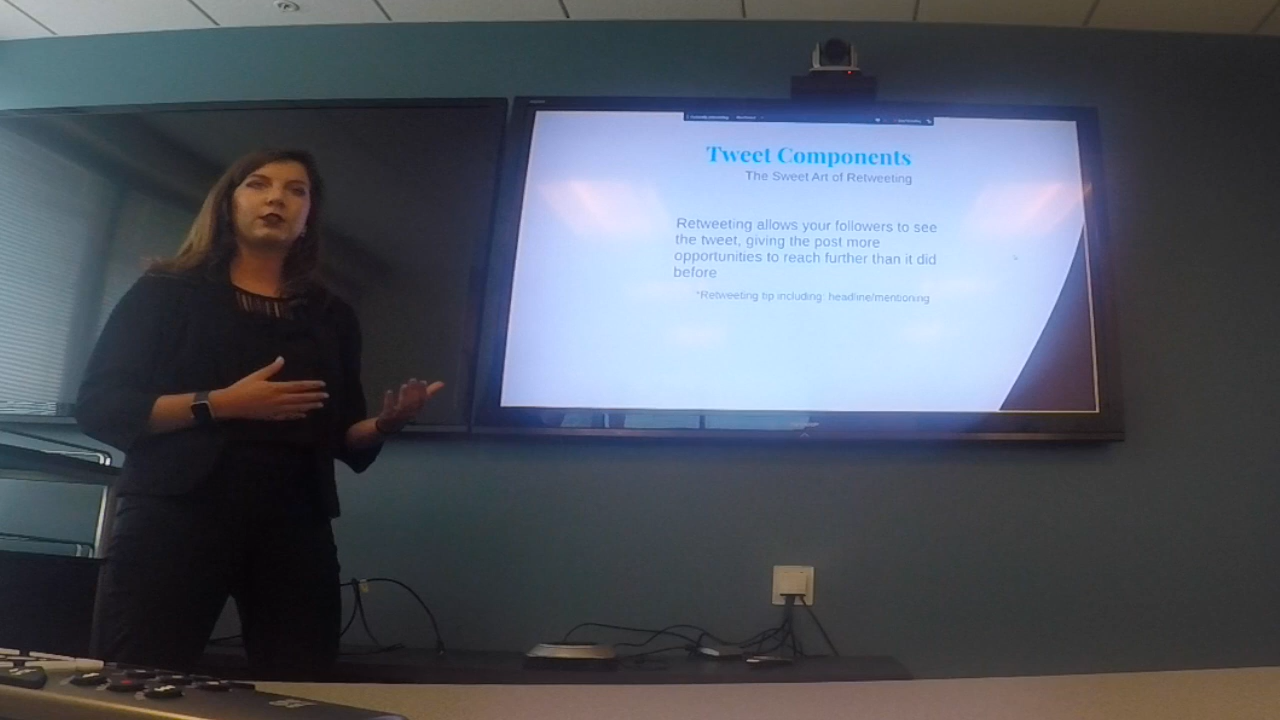 Tweet Components
The Sweet Art of Retweeting
Retweeting allows your followers to see
the tweet, giving the post more
opportunities to reach further than it did
before
*Retweeting tip including: headline/mentioning